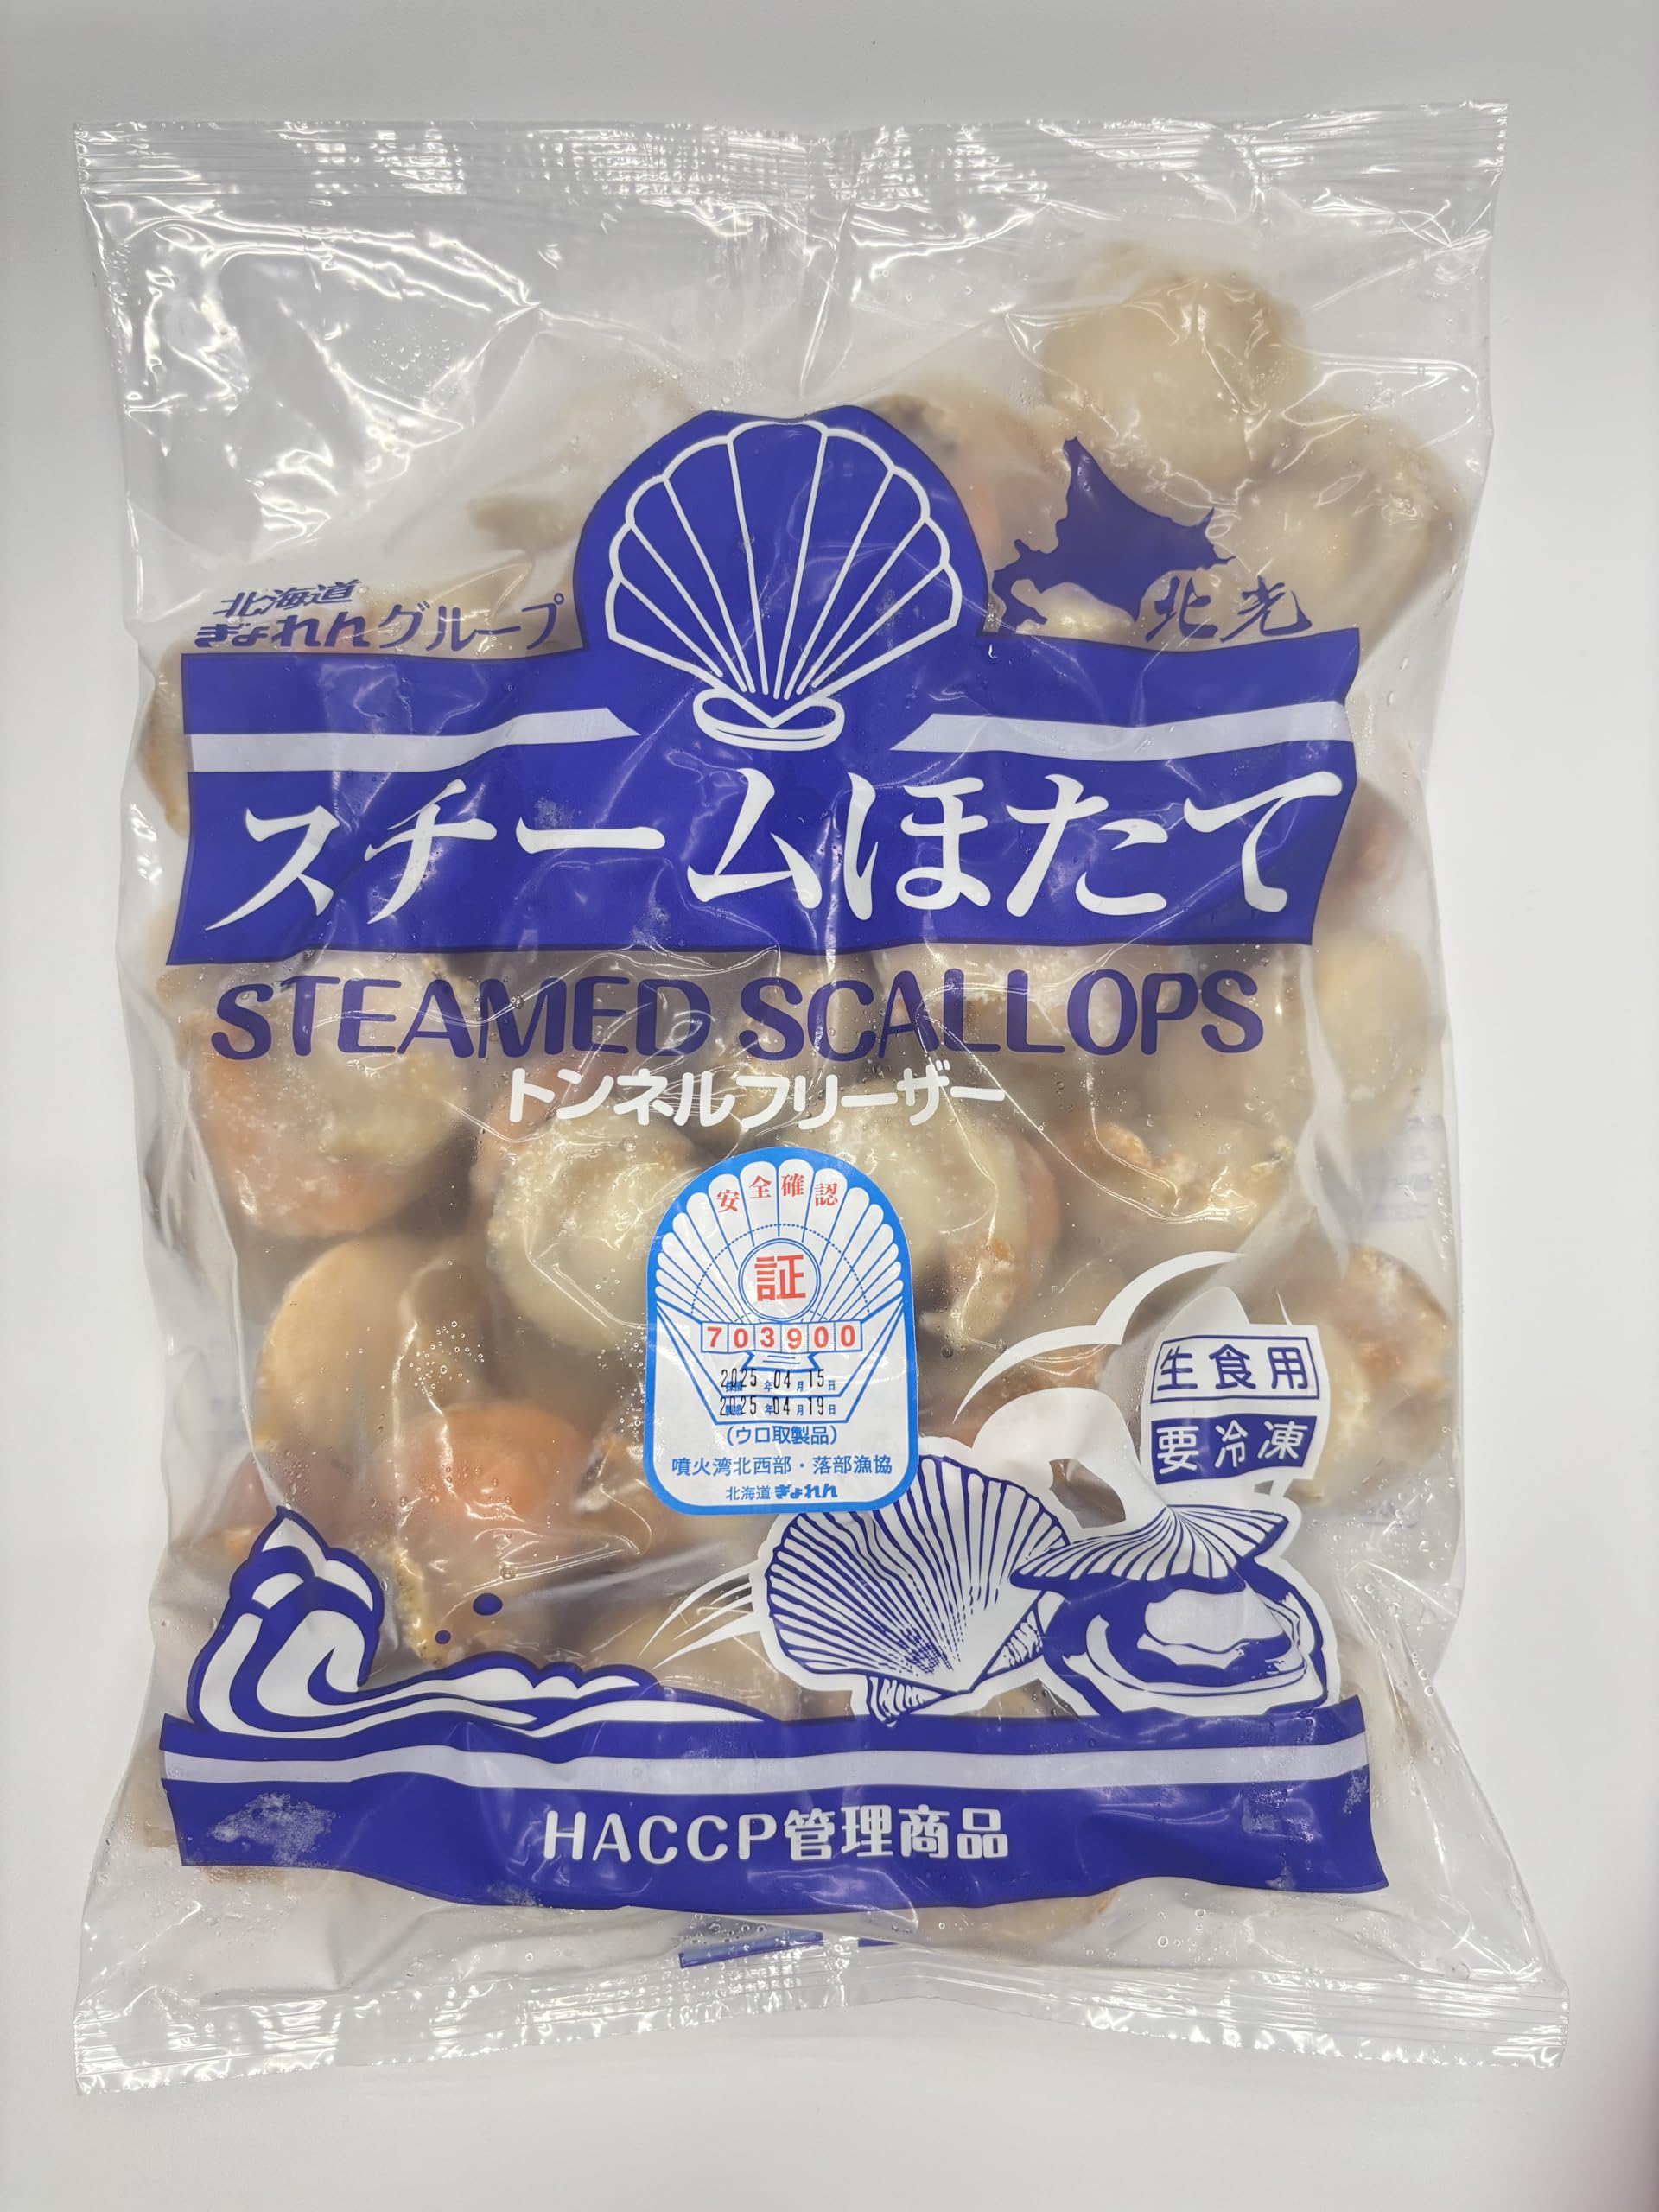 北海道
ぎょれんグループ
北光
スチームほたて
STEAMED SCALLOPS
トンネルフリーザー
安全確認
証
703900
2025年04月15日
2025年04月19日
(ウロ取製品)
噴火湾北西部・落部漁協
北海道ぎょれん
生食用
要冷凍
HACCP管理商品